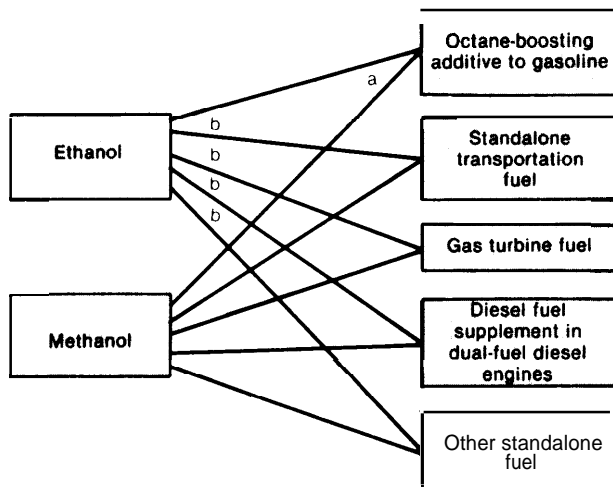 Octane-boosting
additive to gasoline
a
Ethanol
b
b
b
b
Standalone
transportation
fuel
Gas turbine fuel
Methanol
Diesel fuel
supplement in
dual-fuel diesel
engines
Other standalone
fuel